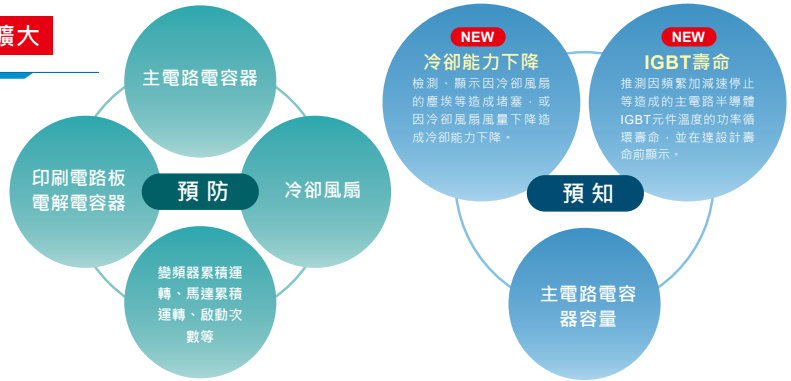 擴大
主電路電容器
印刷電路板
電解電容器
預防
冷卻風扇
變頻器累積運
轉、馬達累積
運轉、啟動次
數等
NEW
冷卻能力下降
檢測、顯示因冷卻風扇
的塵埃等造成堵塞，或
因冷卻風扇風量下降造
成冷卻能力下降。
NEW
IGBT壽命
推測因頻繁加減速停止
等造成的主電路半導體
IGBT元件溫度的功率循
環壽命，並在達設計壽
命前顯示。
預知
主電路電容
器容量